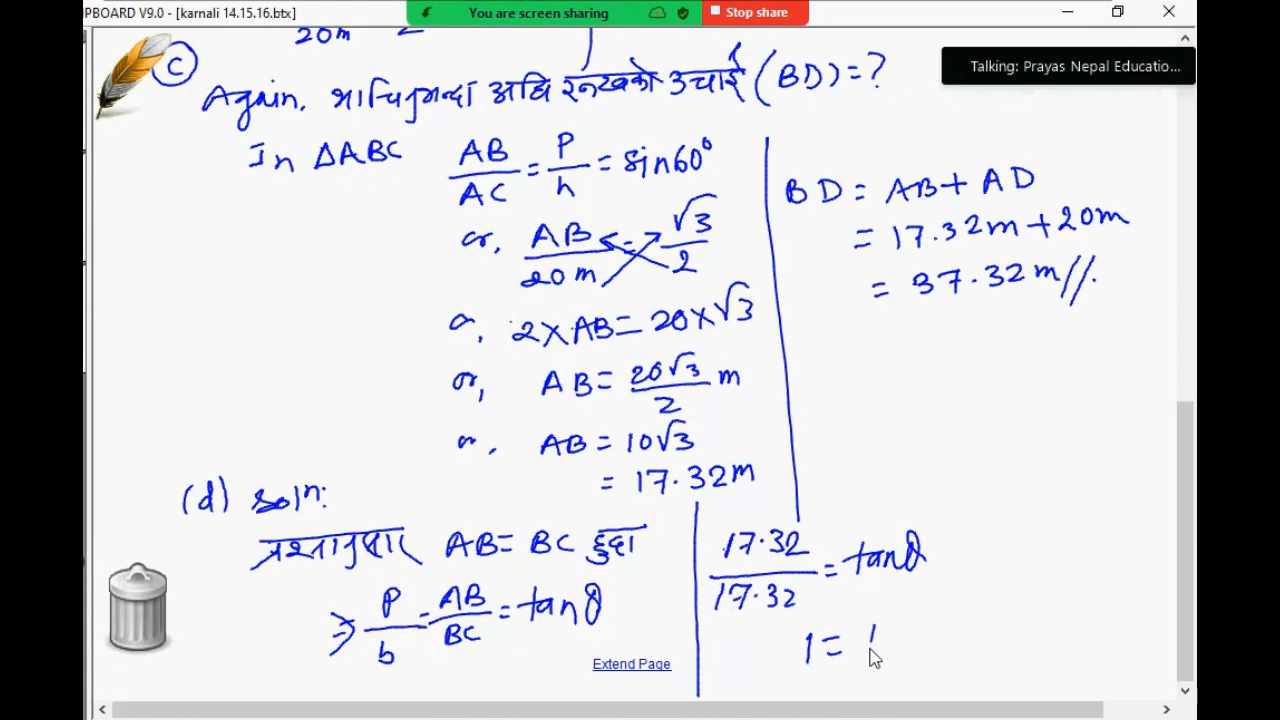 PBOARD V9.0 - [karnali 14.15.16.btx]
You are screen sharing
Stop share
Talking: Prayas Nepal Educatio...
20m
(c)
Again, भाचिनुभन्दा अघि रुखको उचाई (BD) = ?
In ΔABC AB/AC = P/h = sin60°
or, AB/20m = √3/2
or, 2×AB = 20×√3
or, AB = 20√3/2 m
or, AB = 10√3
= 17.32m
BD = AB + AD
= 17.32m + 20m
= 37.32m//.
(d) soln:
प्रश्नानुसार AB = BC हुँदा
⇒ P/b = AB/BC = tanθ
17.32/17.32 = tanθ
1 =
Extend Page